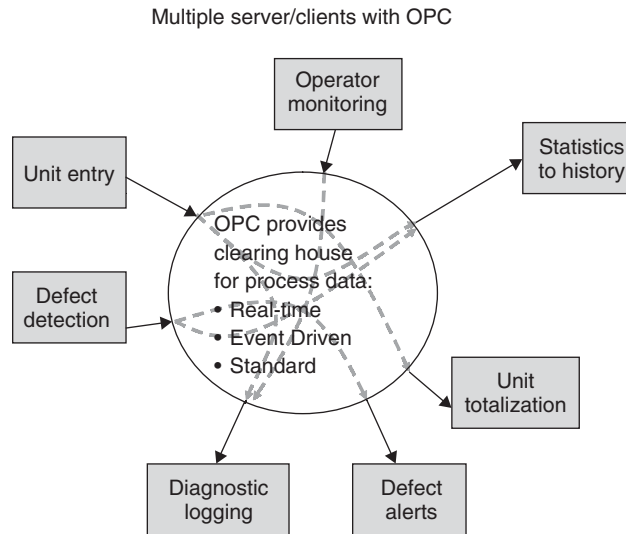 Multiple server/clients with OPC
Operator
monitoring
Statistics
to history
Unit entry
OPC provides
clearing house
for process data:
• Real-time
• Event Driven
• Standard
Defect
detection
Unit
totalization
Diagnostic
logging
Defect
alerts